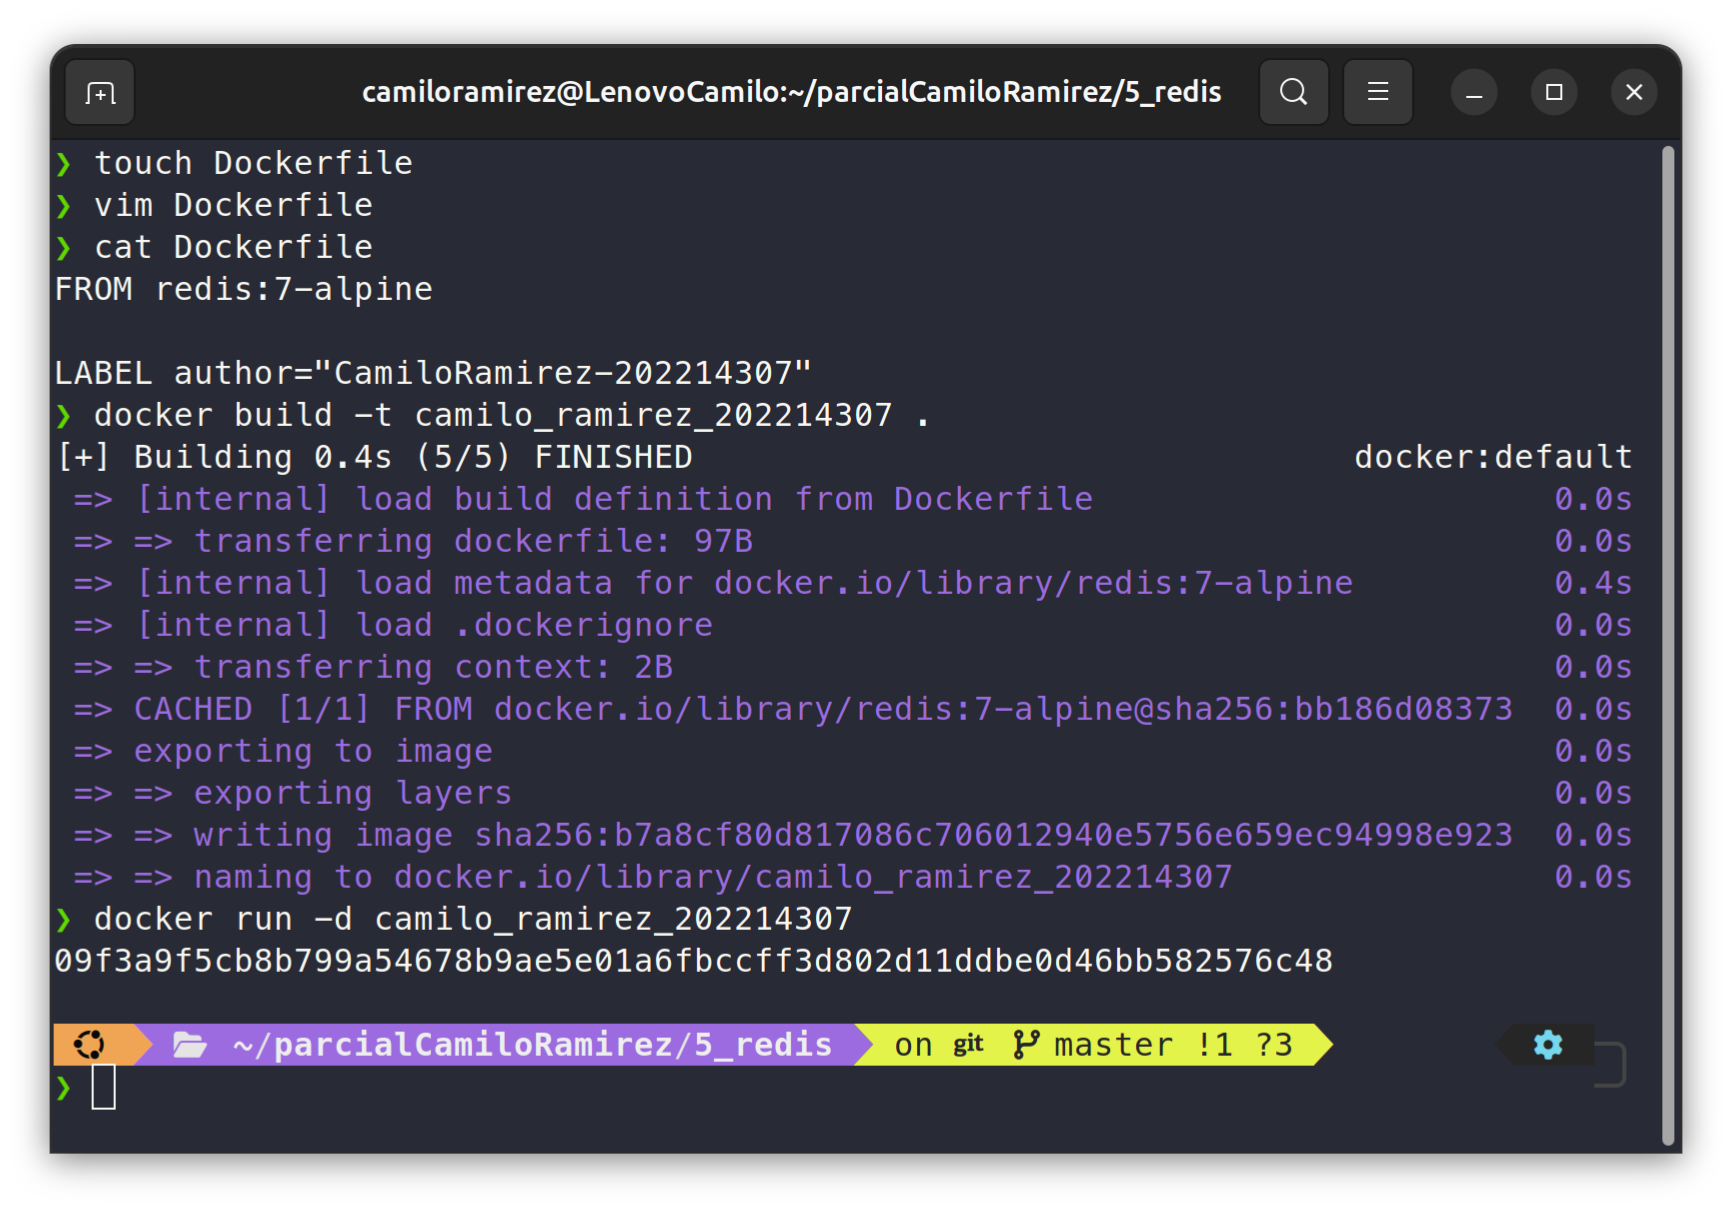 camiloramirez@LenovoCamilo:~/parcialCamiloRamirez/5_redis
❯ touch Dockerfile
❯ vim Dockerfile
❯ cat Dockerfile
FROM redis:7-alpine
LABEL author="CamiloRamirez-202214307"
❯ docker build -t camilo_ramirez_202214307 .
[+] Building 0.4s (5/5) FINISHED docker:default
=> [internal] load build definition from Dockerfile 0.0s
=> => transferring dockerfile: 97B 0.0s
=> [internal] load metadata for docker.io/library/redis:7-alpine 0.4s
=> [internal] load .dockerignore 0.0s
=> => transferring context: 2B 0.0s
=> CACHED [1/1] FROM docker.io/library/redis:7-alpine@sha256:bb186d08373 0.0s
=> exporting to image 0.0s
=> => exporting layers 0.0s
=> => writing image sha256:b7a8cf80d817086c706012940e5756e659ec94998e923 0.0s
=> => naming to docker.io/library/camilo_ramirez_202214307 0.0s
❯ docker run -d camilo_ramirez_202214307
09f3a9f5cb8b799a54678b9ae5e01a6fbccff3d802d11ddbe0d46bb582576c48
~/parcialCamiloRamirez/5_redis on git master !1 ?3
❯